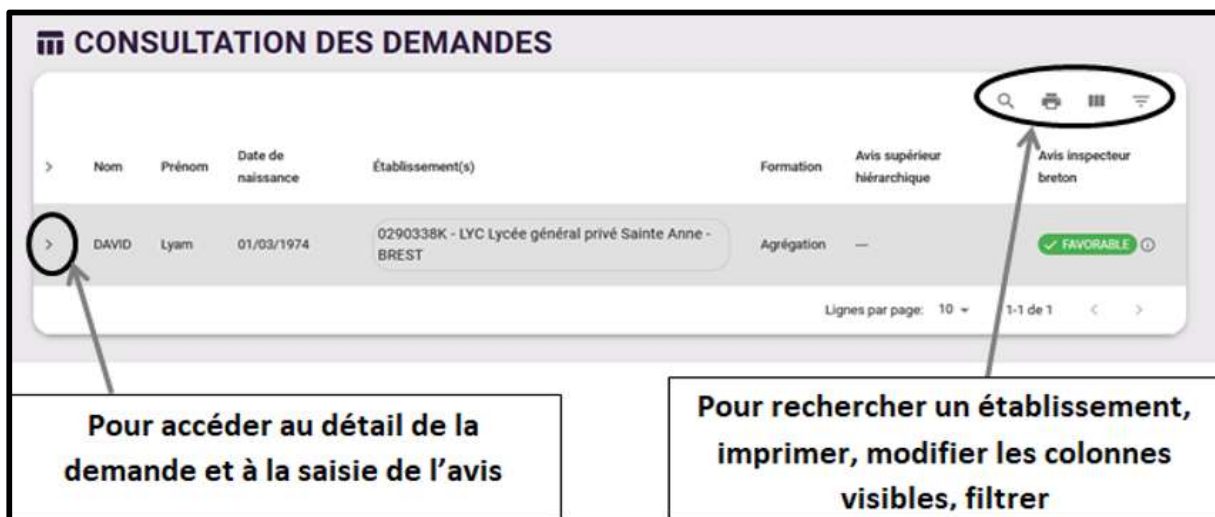 CONSULTATION DES DEMANDES
Nom Prénom Date de naissance Établissement(s) Formation Avis supérieur hiérarchique Avis inspecteur breton
DAVID Lyam 01/03/1974 0290338K - LYC Lycée général privé Sainte Anne - BREST Agrégation — FAVORABLE
Lignes par page: 10 1-1 de 1
Pour accéder au détail de la
demande et à la saisie de l’avis
Pour rechercher un établissement,
imprimer, modifier les colonnes
visibles, filtrer